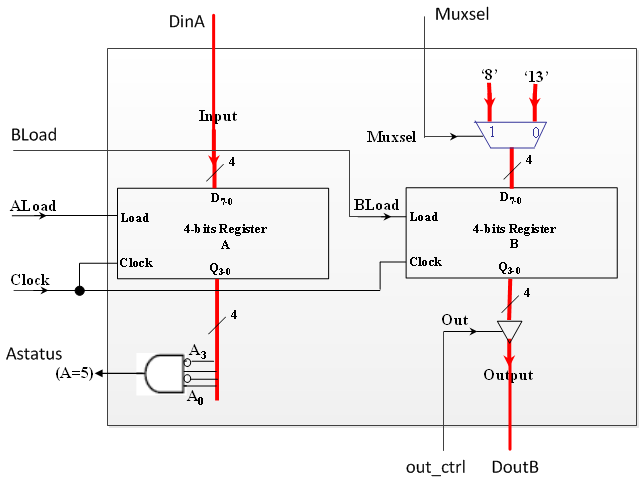 DinA
Muxsel
'8'
'13'
Input
BLoad
Muxsel
1
0
4
4
D7-0
D7-0
ALoad
Load
4-bits Register
A
BLoad
Load
4-bits Register
B
Clock
Clock
Q3-0
Clock
Q3-0
4
4
Out
Astatus
(A=5)
A3
A0
Output
out_ctrl
DoutB